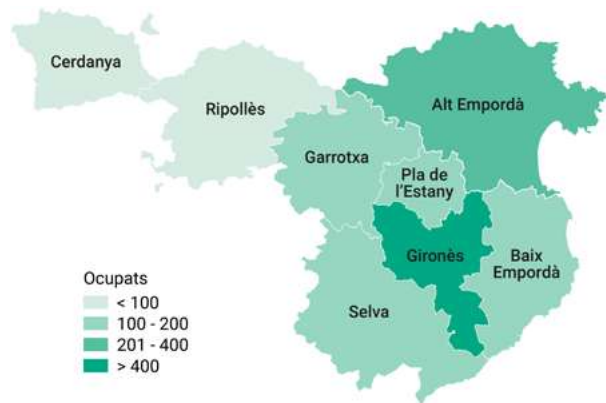 Cerdanya
Ripollès
Alt Empordà
Garrotxa
Pla de
l'Estany
Gironès
Baix
Empordà
Selva
Ocupats
< 100
100 - 200
201 - 400
> 400